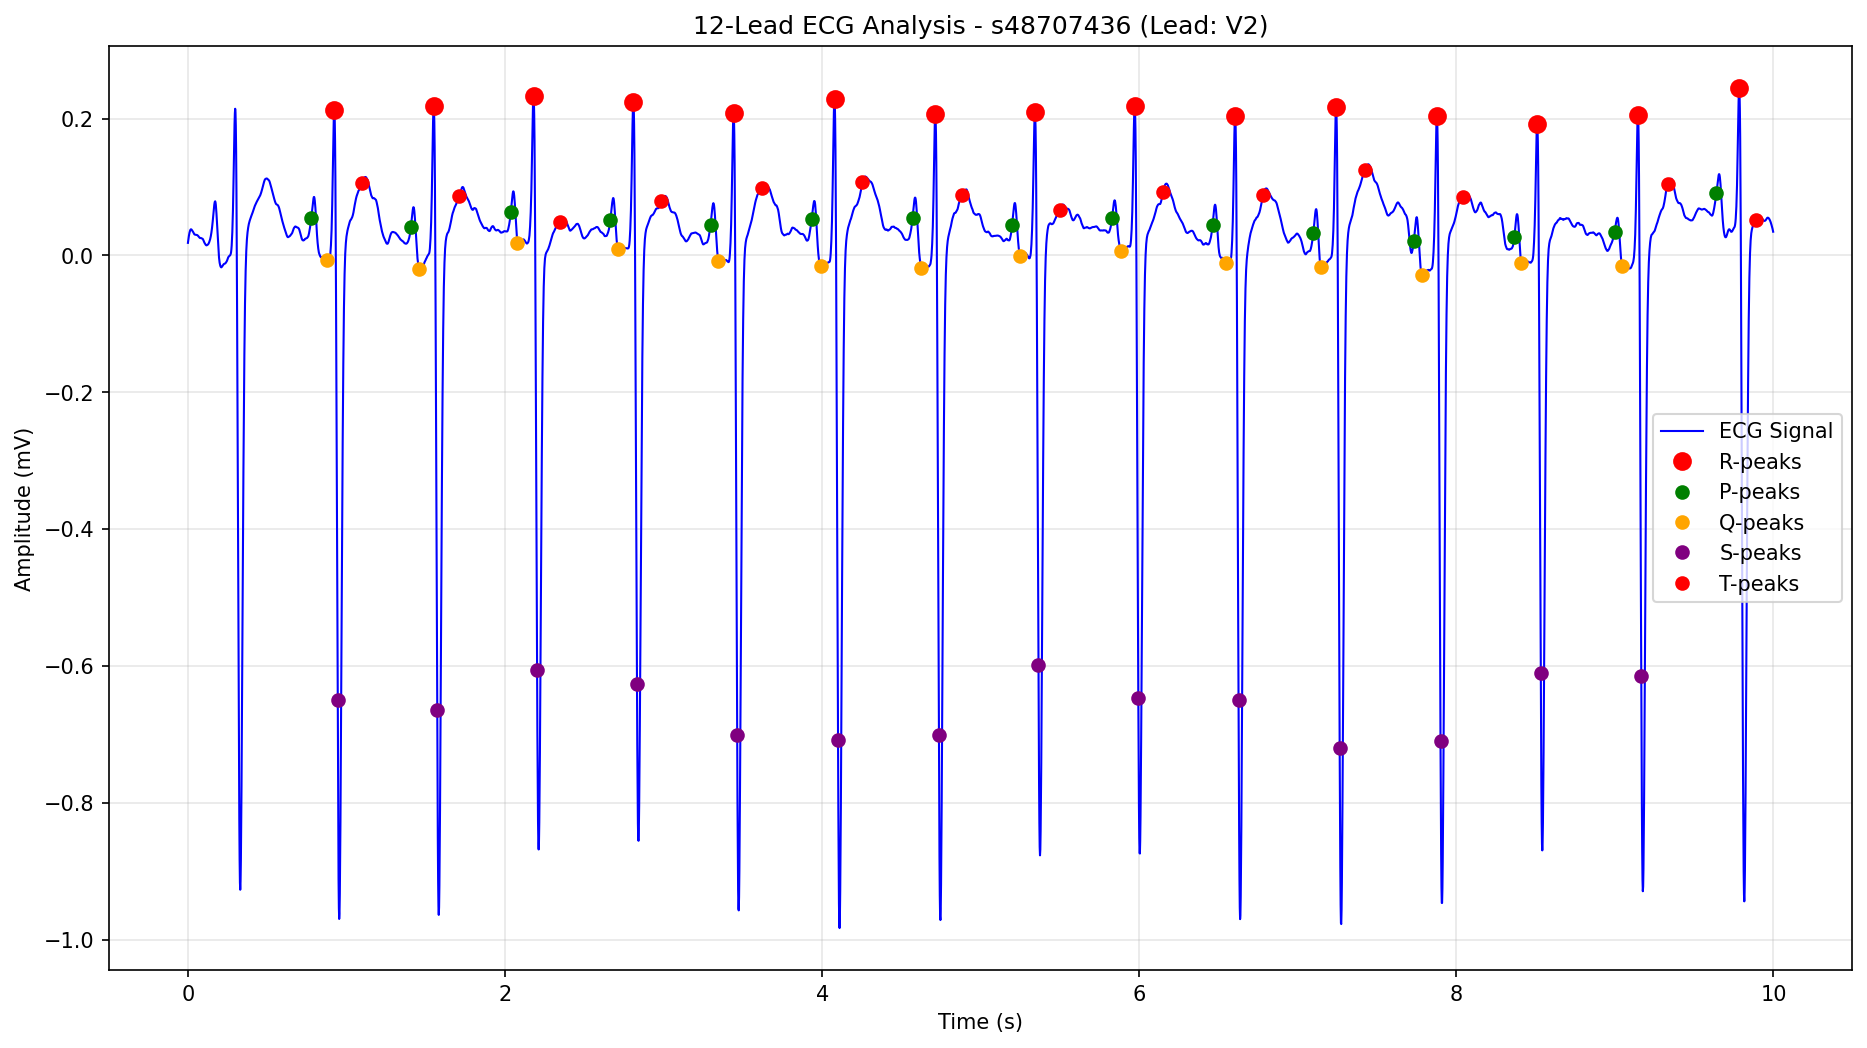 12-Lead ECG Analysis - s48707436 (Lead: V2)
Amplitude (mV)
0.2
0.0
−0.2
−0.4
−0.6
−0.8
−1.0
ECG Signal
R-peaks
P-peaks
Q-peaks
S-peaks
T-peaks
0 2 4 6 8 10
Time (s)